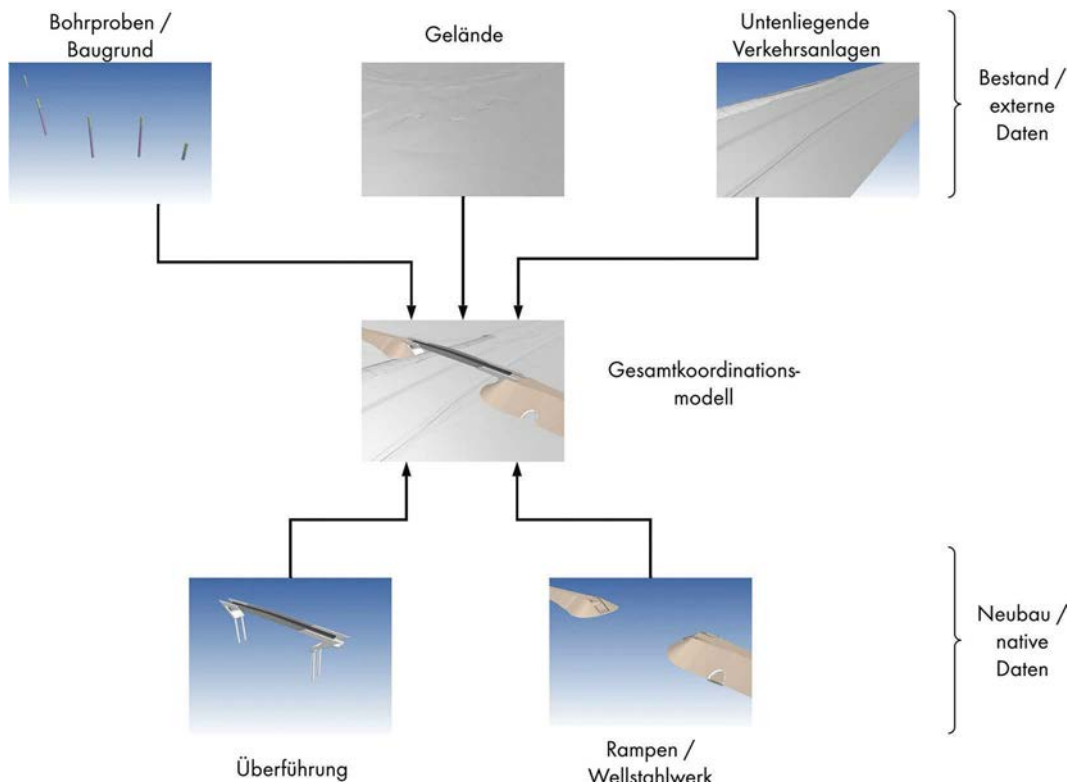 Bohrproben /
Baugrund
Gelände
Untenliegende
Verkehrsanlagen
Bestand /
externe
Daten
Gesamtkoordinations-
modell
Neubau /
native
Daten
Überführung
Rampen /
Wellstahlwerk